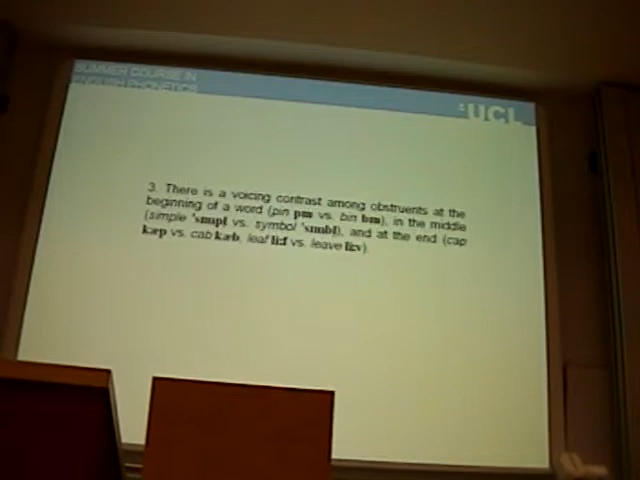 SUMMER COURSE IN
ENGLISH PHONETICS
UCL
3. There is a voicing contrast among obstruents at the
beginning of a word (pin pɪn vs. bin bɪn), in the middle
(simple ˈsɪmpl vs. symbol ˈsɪmbl), and at the end (cap
kæp vs. cab kæb, leaf liːf vs. leave liːv).